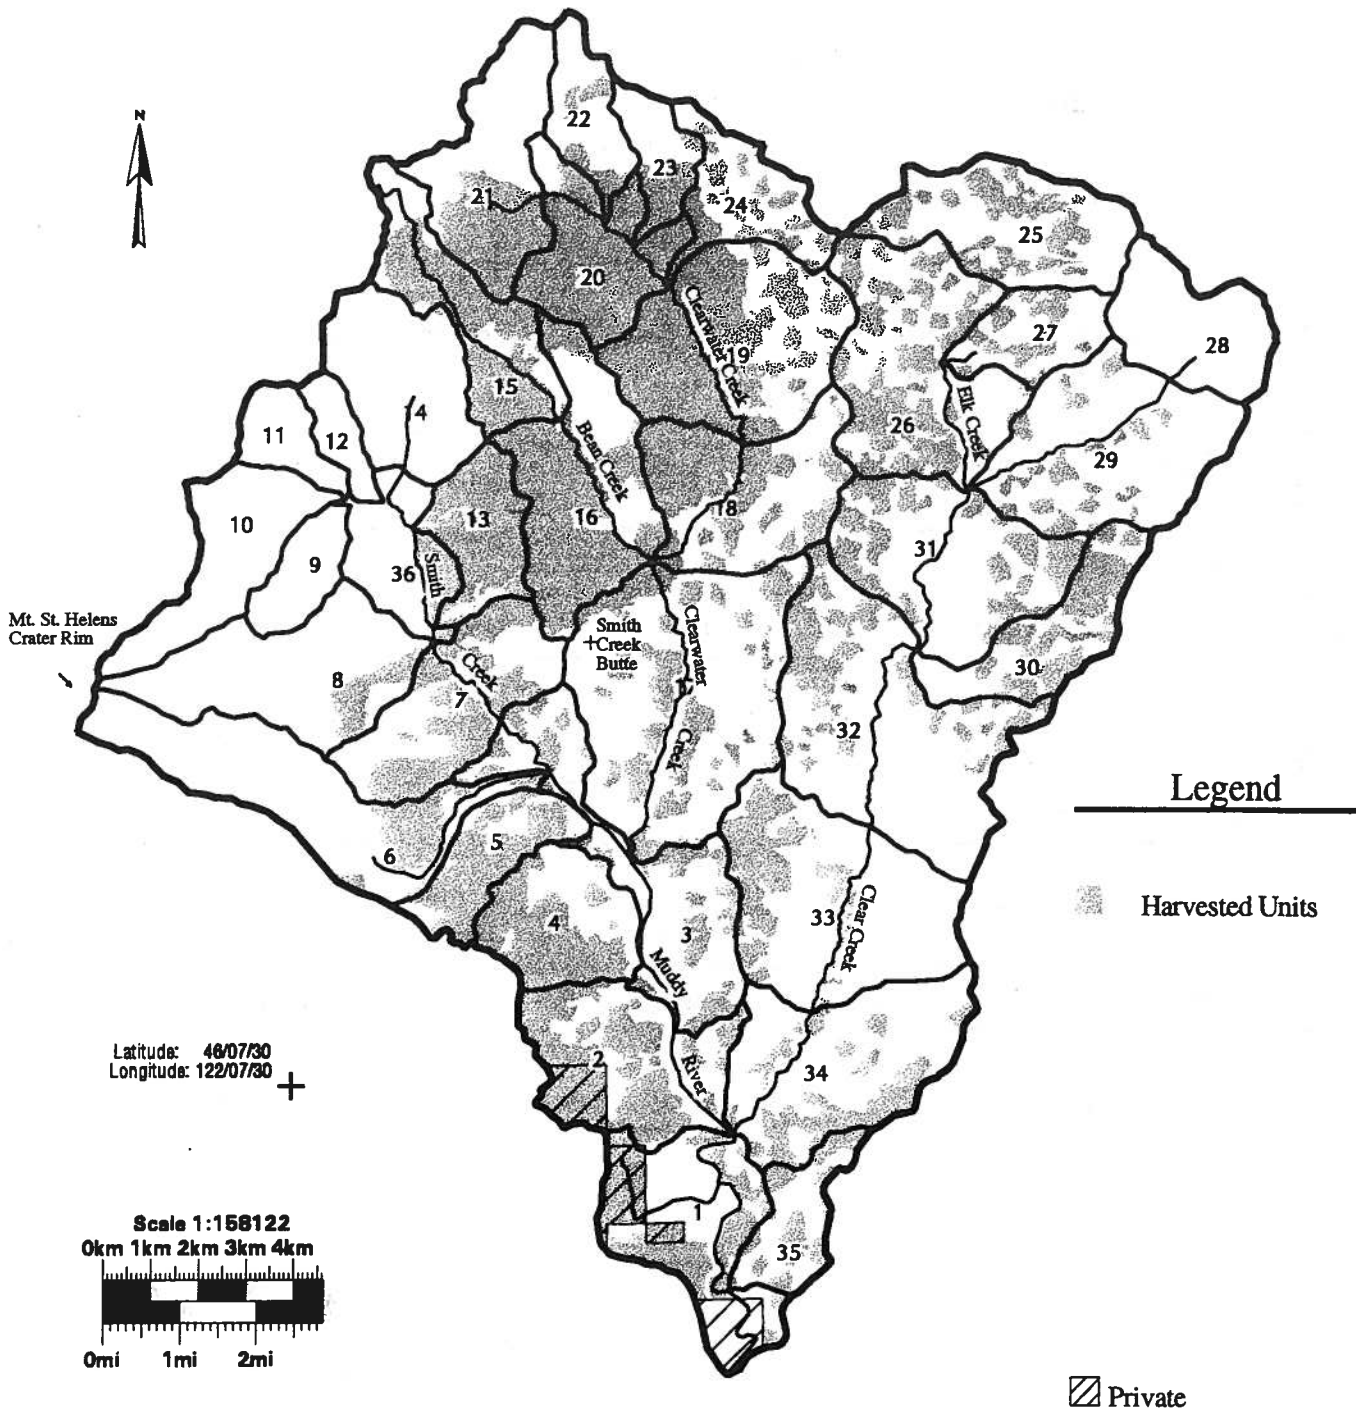 N
22
23
21
24
25
20
Clearwater Creek
27
28
19
15
14
Elk Creek
26
11
12
Bean Creek
29
10
13
16
18
31
9
36
Smith
Mt. St. Helens
Crater Rim
Smith
Creek
Butte
Clearwater
Creek
8
30
7
32
Creek
Legend
5
6
Harvested Units
4
3
33
Clear Creek
Muddy
Latitude: 46/07/30
Longitude: 122/07/30
2
River
34
1
35
Scale 1:158122
0km 1km 2km 3km 4km
0mi 1mi 2mi
Private